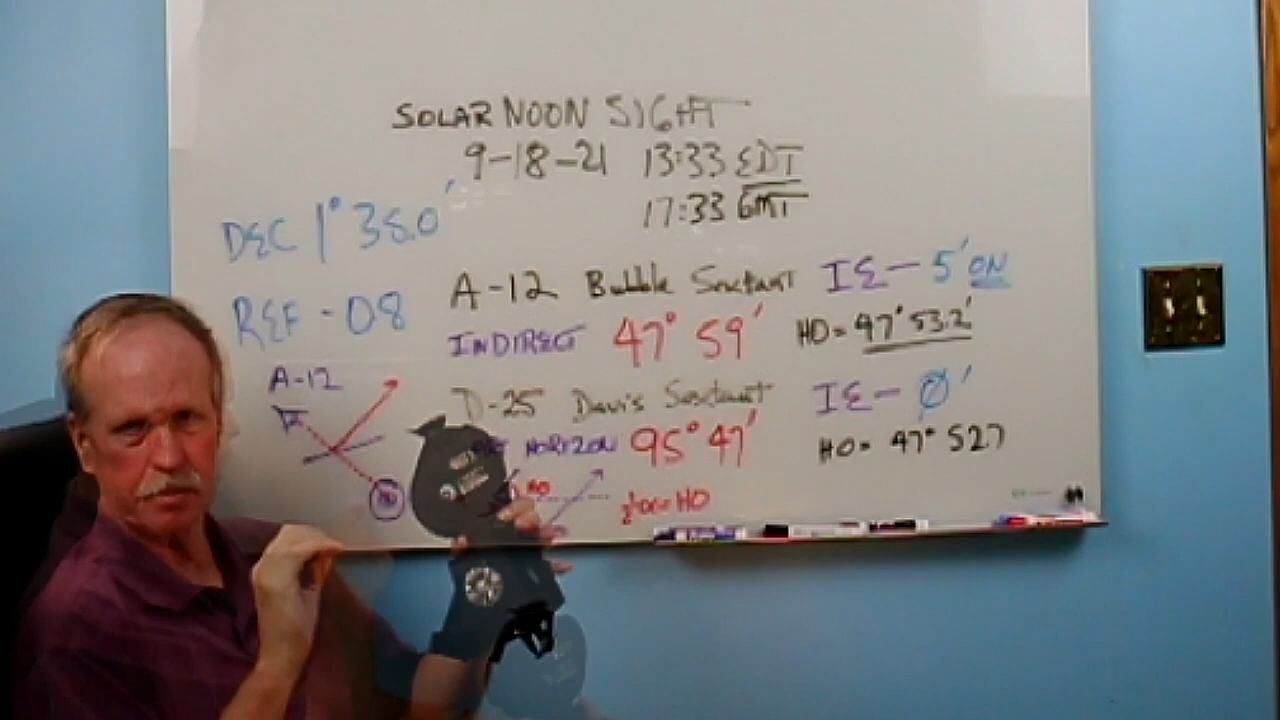 SOLAR NOON SIGHT
9-18-21 13:33 EDT
17:33 GMT
DEC 1° 38.0'
REF - 08
A-12 Bubble Sextant IE - 5' ON
INDIRECT 47° 59' HO = 47° 53.2'
D-25 Davis Sextant IE - 0'
HORIZON 95° 47' HO = 47° 527
A-12
½ = HO